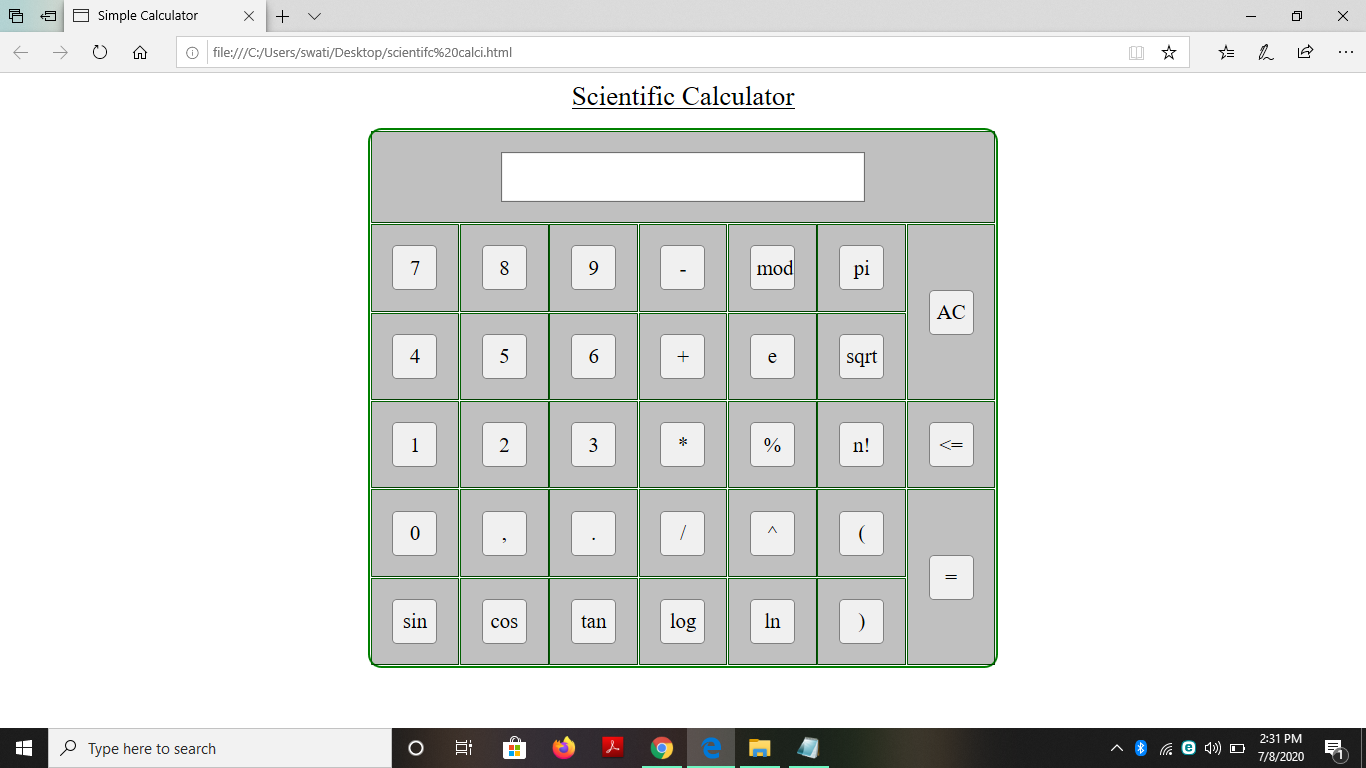 Simple Calculator
file:///C:/Users/swati/Desktop/scientifc%20calci.html
Scientific Calculator
7 8 9 - mod pi
AC
4 5 6 + e sqrt
1 2 3 * % n! <=
0 , . / ^ (
=
sin cos tan log ln )
Type here to search
2:31 PM
7/8/2020
1